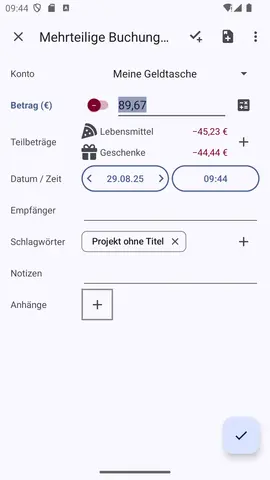 09:44
Mehrteilige Buchung...
Konto
Meine Geldtasche
Betrag (€)
89,67
Teilbeträge
Lebensmittel
−45,23 €
Geschenke
−44,44 €
Datum / Zeit
29.08.25
09:44
Empfänger
Schlagwörter
Projekt ohne Titel
Notizen
Anhänge